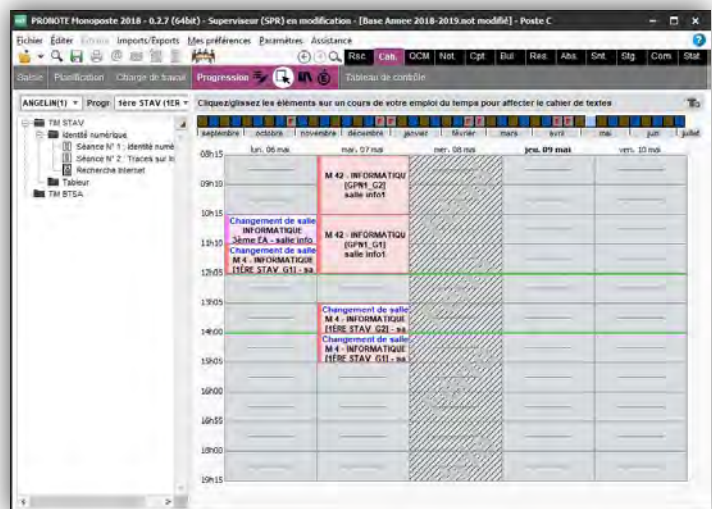 PRONOTE Monoposte 2018 - 0.2.7 (64bit) - Superviseur (SPR) en modification - [Base Annee 2018-2019.not modifié] - Poste C
Fichier Éditer Extraits Imports/Exports Mes préférences Paramètres Assistance
Rsc. Cah. QCM Not. Cpt. Bul Res. Abs. Snt. Stg. Com Stat
Saisie Planification Charge de travail Progression Tableau de contrôle
ANGELIN(1) Progr 1ère STAV (1ER Cliquez/glissez les éléments sur un cours de votre emploi du temps pour affecter le cahier de textes
TM STAV
Identité numérique
Séance N° 1 : Identité numé
Séance N° 2 : Traces sur In
Recherche Internet
Tableur
TM BTSA
septembre octobre novembre décembre janvier février mars avril mai juin juillet
lun. 06 mai mar. 07 mai mer. 08 mai jeu. 09 mai ven. 10 mai
08h15
09h10
10h15
11h10
12h05
13h05
14h00
15h05
16h00
16h55
18h00
19h15
Changement de salle
INFORMATIQUE
3ème EA - salle info
Changement de salle
M 4 - INFORMATIQUE
[1ÈRE STAV_G1] - sa
M 42 - INFORMATIQU
[GPN1_G2]
salle info1
M 42 - INFORMATIQU
[GPN1_G1]
salle info1
Changement de salle
M 4 - INFORMATIQUE
[1ÈRE STAV_G2] - sa
Changement de salle
M 4 - INFORMATIQUE
[1ÈRE STAV_G1] - sa